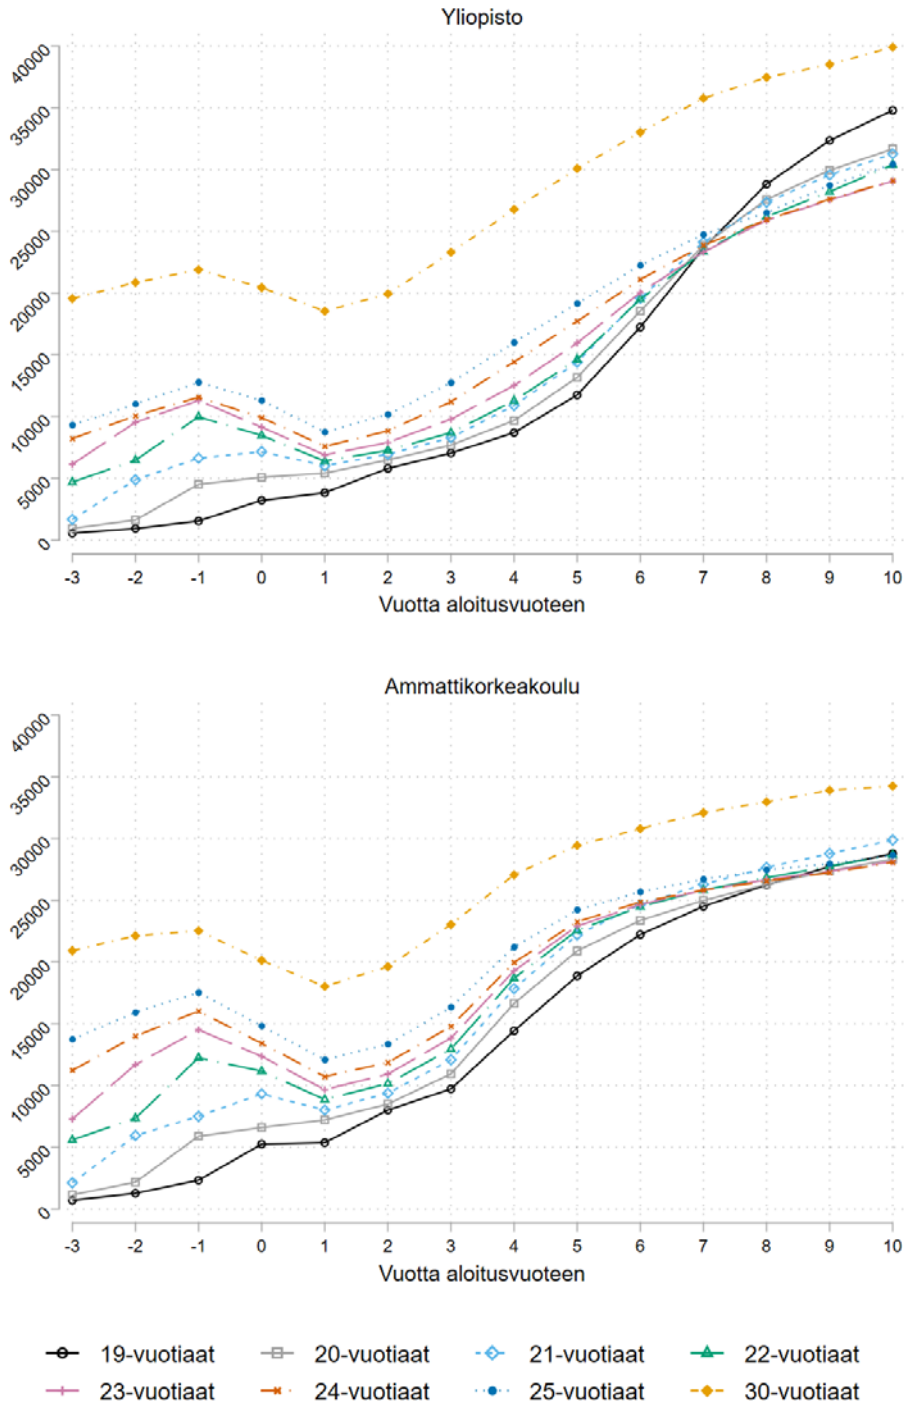 Yliopisto
40000
35000
30000
25000
20000
15000
10000
5000
0
-3 -2 -1 0 1 2 3 4 5 6 7 8 9 10
Vuotta aloitusvuoteen
Ammattikorkeakoulu
40000
35000
30000
25000
20000
15000
10000
5000
0
-3 -2 -1 0 1 2 3 4 5 6 7 8 9 10
Vuotta aloitusvuoteen
19-vuotiaat 20-vuotiaat 21-vuotiaat 22-vuotiaat
23-vuotiaat 24-vuotiaat 25-vuotiaat 30-vuotiaat